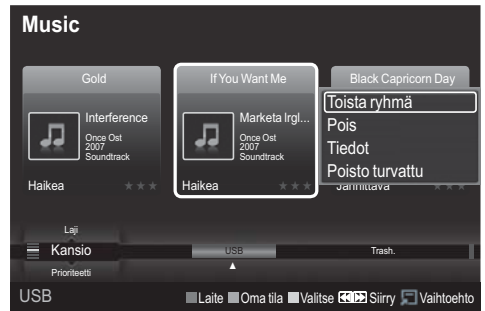 Music
Gold
If You Want Me
Black Capricorn Day
Interference
Once Ost
2007
Soundtrack
Haikea
Marketa Irgl...
Once Ost
2007
Soundtrack
Haikea
Toista ryhmä
Pois
Tiedot
Poisto turvattu
Jännittävä
Laji
Kansio
Prioriteetti
USB
Trash.
USB
Laite Oma tila Valitse Siirry Vaihtoehto